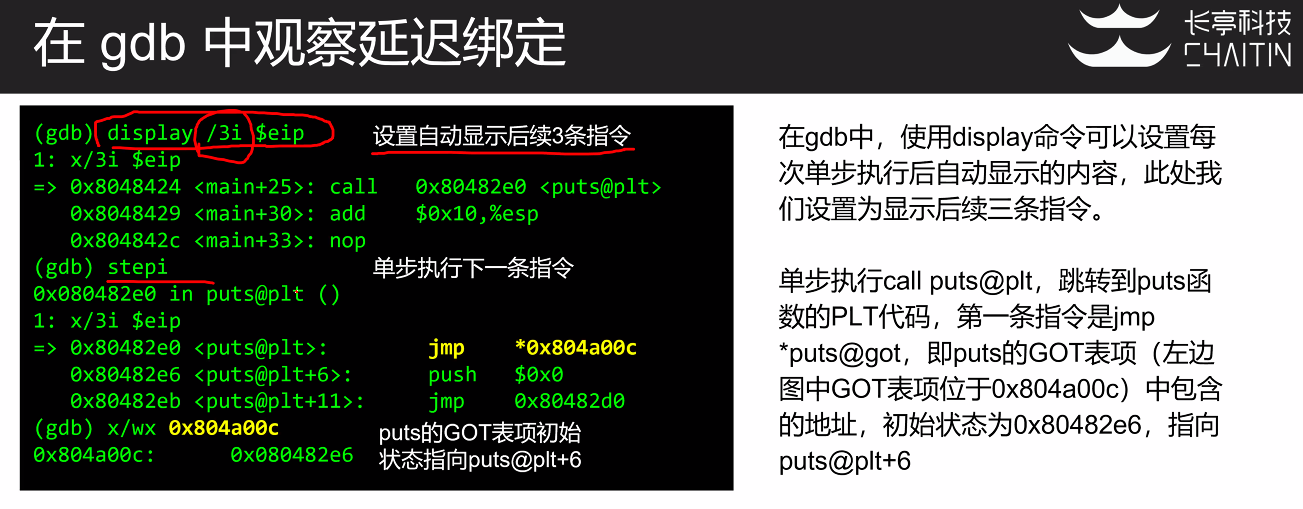 在 gdb 中观察延迟绑定
长亭科技
CHAITIN
(gdb) display /3i $eip 设置自动显示后续3条指令
1: x/3i $eip
=> 0x8048424 <main+25>: call 0x80482e0 <puts@plt>
0x8048429 <main+30>: add $0x10,%esp
0x804842c <main+33>: nop
(gdb) stepi 单步执行下一条指令
0x080482e0 in puts@plt ()
1: x/3i $eip
=> 0x80482e0 <puts@plt>: jmp *0x804a00c
0x80482e6 <puts@plt+6>: push $0x0
0x80482eb <puts@plt+11>: jmp 0x80482d0
(gdb) x/wx 0x804a00c
0x804a00c: 0x080482e6
puts的GOT表项初始
状态指向puts@plt+6
在gdb中，使用display命令可以设置每
次单步执行后自动显示的内容，此处我
们设置为显示后续三条指令。
单步执行call puts@plt，跳转到puts函
数的PLT代码，第一条指令是jmp
*puts@got，即puts的GOT表项（左边
图中GOT表项位于0x804a00c）中包含
的地址，初始状态为0x80482e6，指向
puts@plt+6